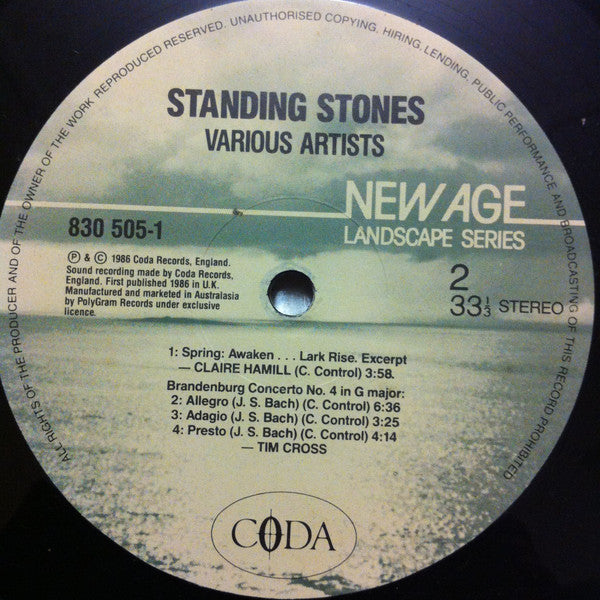 ALL RIGHTS OF THE PRODUCER AND OF THE OWNER OF THE WORK REPRODUCED RESERVED. UNAUTHORISED COPYING, HIRING, LENDING, PUBLIC PERFORMANCE AND BROADCASTING OF THIS RECORD PROHIBITED
STANDING STONES
VARIOUS ARTISTS
NEW AGE
LANDSCAPE SERIES
830 505-1
℗ & © 1986 Coda Records, England.
Sound recording made by Coda Records,
England. First published 1986 in U.K.
Manufactured and marketed in Australasia
by PolyGram Records under exclusive
licence.
2
33⅓ STEREO
1: Spring: Awaken . . . Lark Rise. Excerpt
— CLAIRE HAMILL (C. Control) 3:58.
Brandenburg Concerto No. 4 in G major:
2: Allegro (J. S. Bach) (C. Control) 6:36
3: Adagio (J. S. Bach) (C. Control) 3:25
4: Presto (J. S. Bach) (C. Control) 4:14
— TIM CROSS
CODA